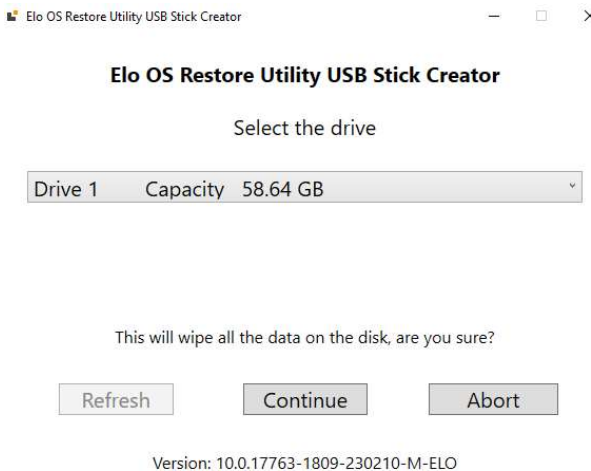 Elo OS Restore Utility USB Stick Creator
Elo OS Restore Utility USB Stick Creator
Select the drive
Drive 1 Capacity 58.64 GB
This will wipe all the data on the disk, are you sure?
Refresh Continue Abort
Version: 10.0.17763-1809-230210-M-ELO